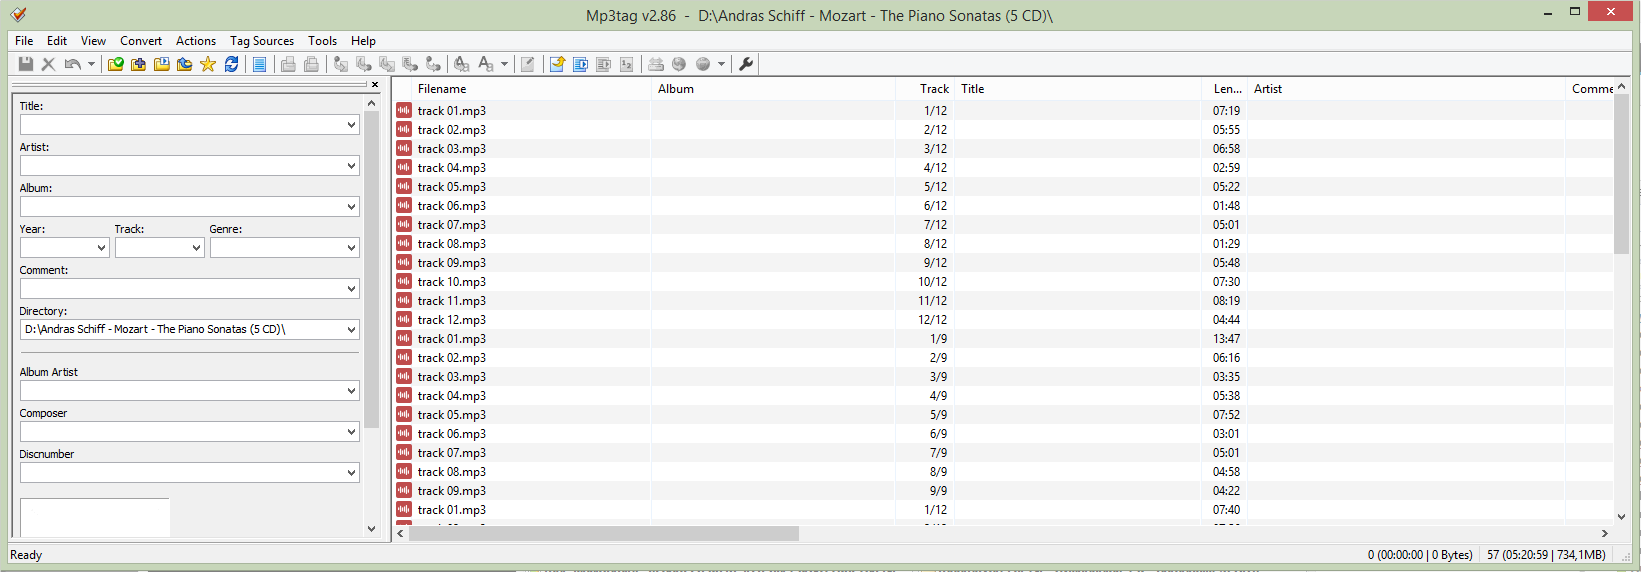 Mp3tag v2.86 - D:\Andras Schiff - Mozart - The Piano Sonatas (5 CD)\
File Edit View Convert Actions Tag Sources Tools Help
Title:
Artist:
Album:
Year: Track: Genre:
Comment:
Directory:
D:\Andras Schiff - Mozart - The Piano Sonatas (5 CD)\
Album Artist
Composer
Discnumber
Filename Album Track Title Len... Artist Comme
track 01.mp3 1/12 07:19
track 02.mp3 2/12 05:55
track 03.mp3 3/12 06:58
track 04.mp3 4/12 02:59
track 05.mp3 5/12 05:22
track 06.mp3 6/12 01:48
track 07.mp3 7/12 05:01
track 08.mp3 8/12 01:29
track 09.mp3 9/12 05:48
track 10.mp3 10/12 07:30
track 11.mp3 11/12 08:19
track 12.mp3 12/12 04:44
track 01.mp3 1/9 13:47
track 02.mp3 2/9 06:16
track 03.mp3 3/9 03:35
track 04.mp3 4/9 05:38
track 05.mp3 5/9 07:52
track 06.mp3 6/9 03:01
track 07.mp3 7/9 05:01
track 08.mp3 8/9 04:58
track 09.mp3 9/9 04:22
track 01.mp3 1/12 07:40
Ready 0 (00:00:00 | 0 Bytes) 57 (05:20:59 | 734,1MB)